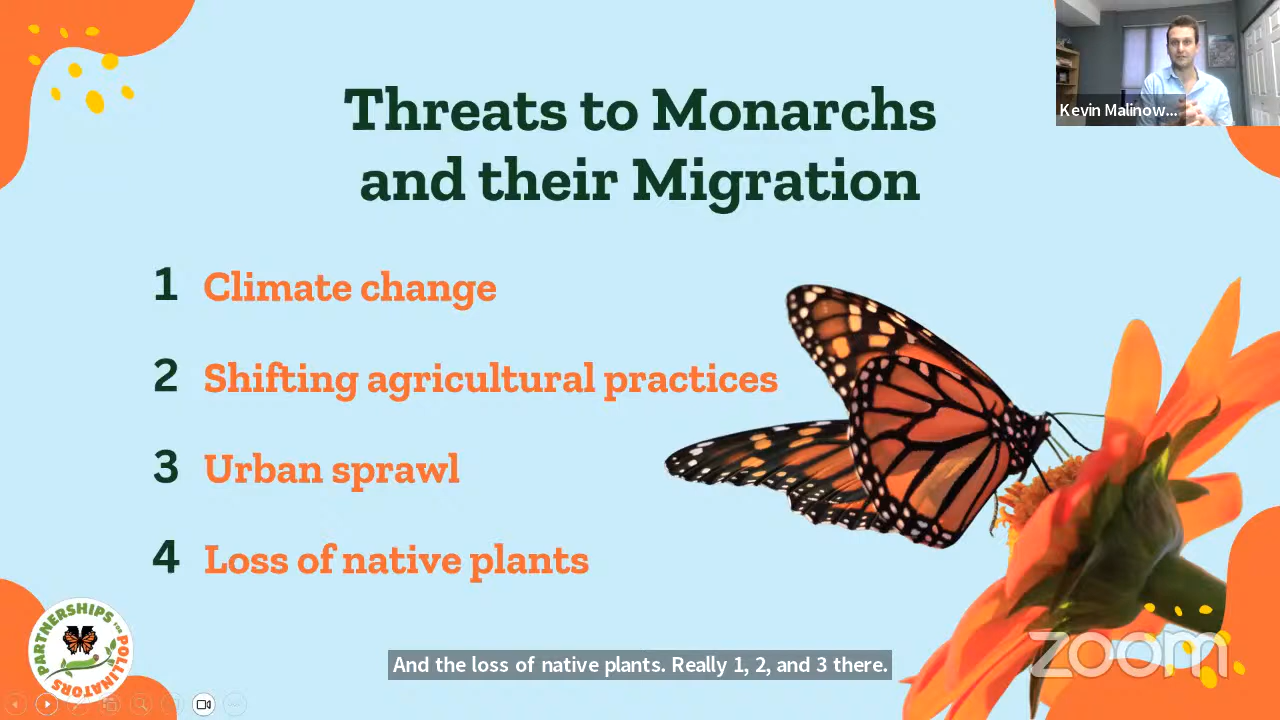 Threats to Monarchs
and their Migration
Kevin Malinow...
1 Climate change
2 Shifting agricultural practices
3 Urban sprawl
4 Loss of native plants
PARTNERSHIPS FOR POLLINATORS
And the loss of native plants. Really 1, 2, and 3 there.
zoom